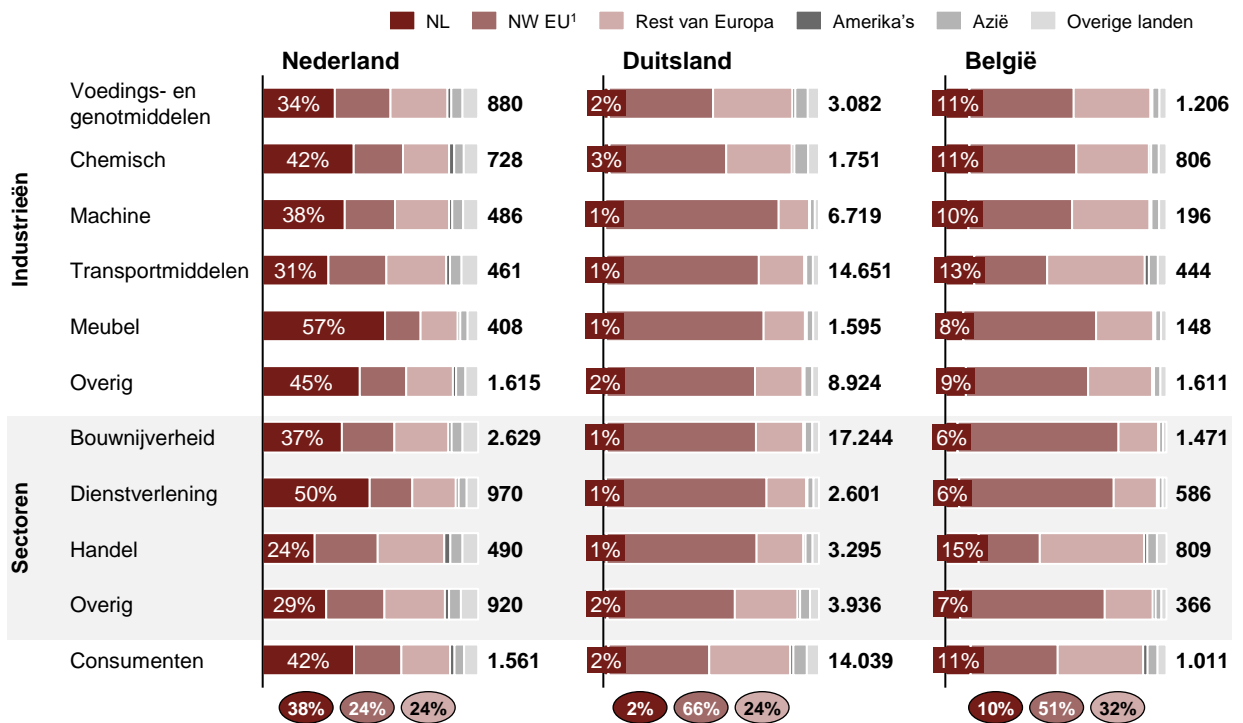 NL NW EU¹ Rest van Europa Amerika's Azië Overige landen
Nederland Duitsland België
Industrieën
Voedings- en
genotmiddelen 34% 880 2% 3.082 11% 1.206
Chemisch 42% 728 3% 1.751 11% 806
Machine 38% 486 1% 6.719 10% 196
Transportmiddelen 31% 461 1% 14.651 13% 444
Meubel 57% 408 1% 1.595 8% 148
Overig 45% 1.615 2% 8.924 9% 1.611
Sectoren
Bouwnijverheid 37% 2.629 1% 17.244 6% 1.471
Dienstverlening 50% 970 1% 2.601 6% 586
Handel 24% 490 1% 3.295 15% 809
Overig 29% 920 2% 3.936 7% 366
Consumenten 42% 1.561 2% 14.039 11% 1.011
38% 24% 24% 2% 66% 24% 10% 51% 32%